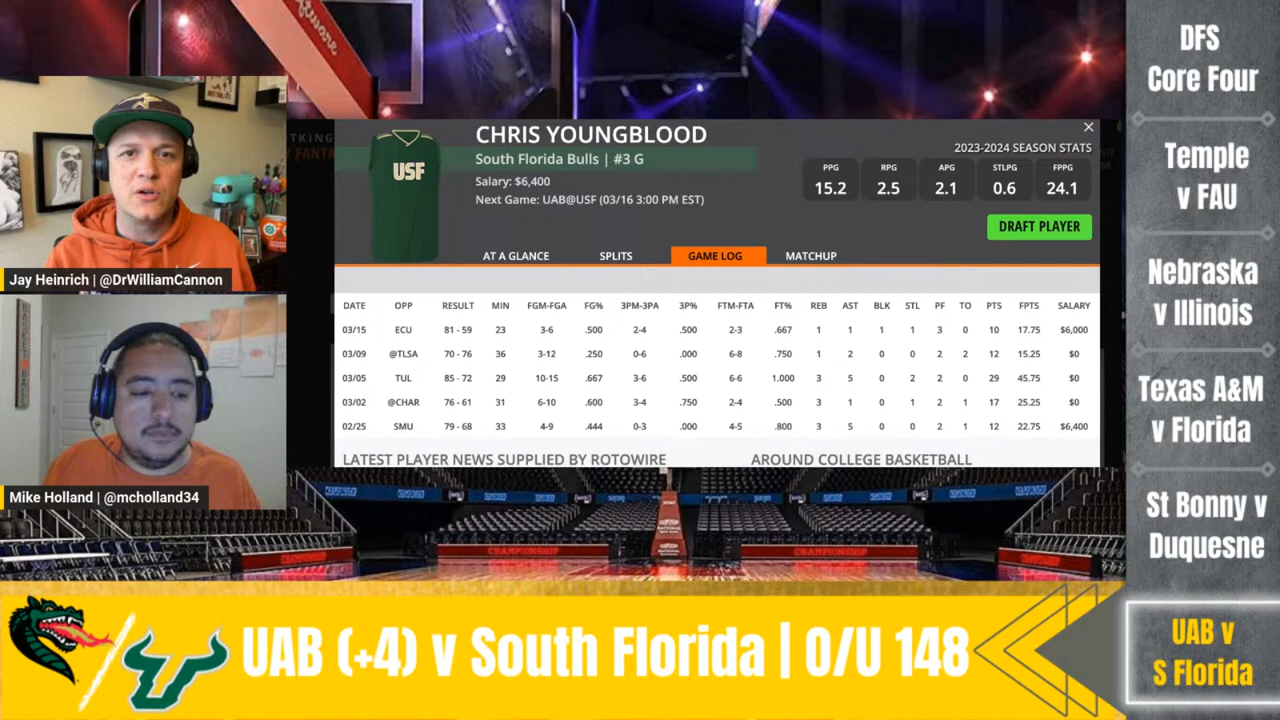 TKING
CHRIS YOUNGBLOOD
South Florida Bulls | #3 G
Salary: $6,400
Next Game: UAB@USF (03/16 3:00 PM EST)
2023-2024 SEASON STATS
PPG RPG APG STLPG FPPG
15.2 2.5 2.1 0.6 24.1
DRAFT PLAYER
USF
AT A GLANCE SPLITS GAME LOG MATCHUP
DATE OPP RESULT MIN FGM-FGA FG% 3PM-3PA 3P% FTM-FTA FT% REB AST BLK STL PF TO PTS FPTS SALARY
03/15 ECU 81 - 59 23 3-6 .500 2-4 .500 2-3 .667 1 1 1 1 3 0 10 17.75 $6,000
03/09 @TLSA 70 - 76 36 3-12 .250 0-6 .000 6-8 .750 1 2 0 0 2 2 12 15.25 $0
03/05 TUL 85 - 72 29 10-15 .667 3-6 .500 6-6 1.000 3 5 0 2 2 0 29 45.75 $0
03/02 @CHAR 76 - 61 31 6-10 .600 3-4 .750 2-4 .500 3 1 0 1 2 1 17 25.25 $0
02/25 SMU 79 - 68 33 4-9 .444 0-3 .000 4-5 .800 3 5 0 0 2 1 12 22.75 $6,400
LATEST PLAYER NEWS SUPPLIED BY ROTOWIRE AROUND COLLEGE BASKETBALL
Jay Heinrich | @DrWilliamCannon
Mike Holland | @mcholland34
CHAMPIONSHIP
CHAMPIONSHIP
UAB (+4) v South Florida | O/U 148
DFS
Core Four
Temple
v FAU
Nebraska
v Illinois
Texas A&M
v Florida
St Bonny v
Duquesne
UAB v
S Florida